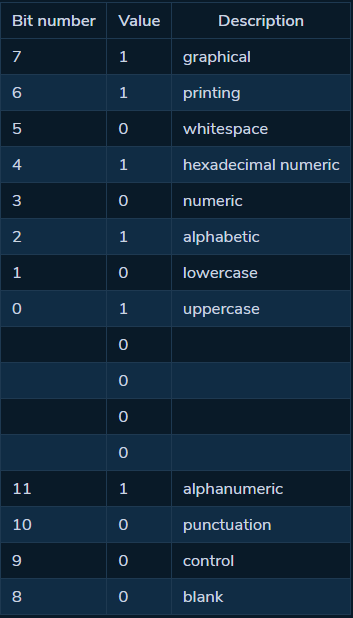 Bit number Value Description
7 1 graphical
6 1 printing
5 0 whitespace
4 1 hexadecimal numeric
3 0 numeric
2 1 alphabetic
1 0 lowercase
0 1 uppercase
0
0
0
0
11 1 alphanumeric
10 0 punctuation
9 0 control
8 0 blank